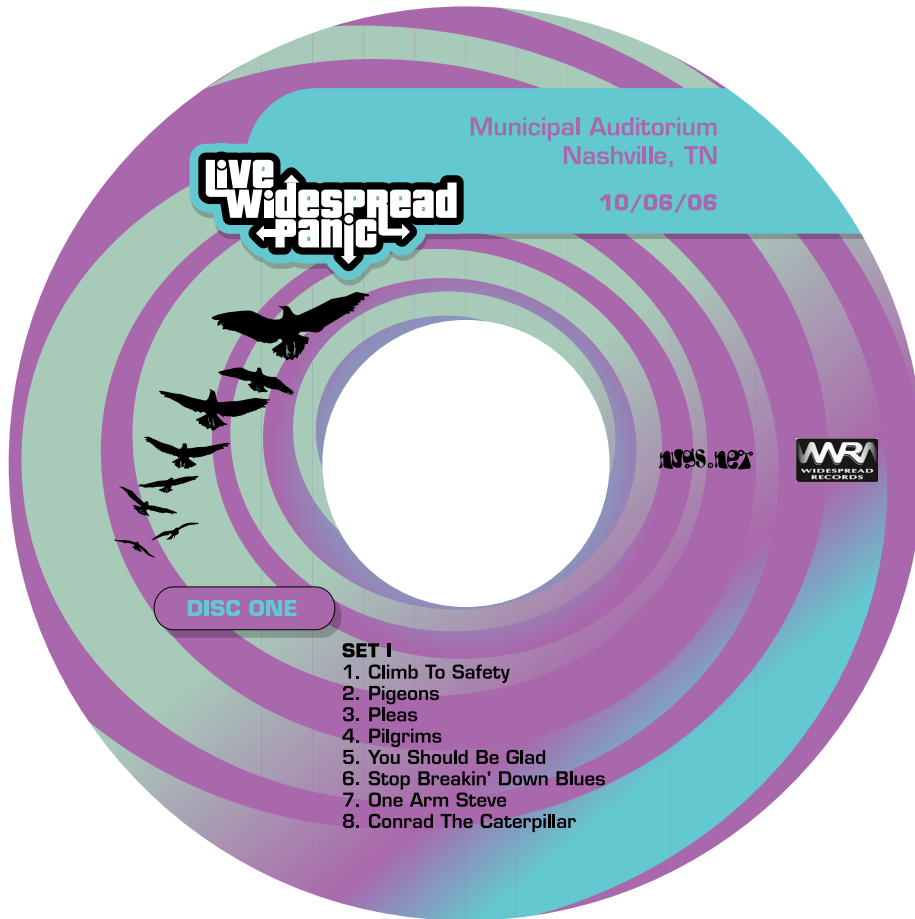 Municipal Auditorium
Nashville, TN
10/06/06
LiVe
WidespRead
PaniC
nugs.net
WR
WIDESPREAD
RECORDS
DISC ONE
SET I
1. Climb To Safety
2. Pigeons
3. Pleas
4. Pilgrims
5. You Should Be Glad
6. Stop Breakin' Down Blues
7. One Arm Steve
8. Conrad The Caterpillar